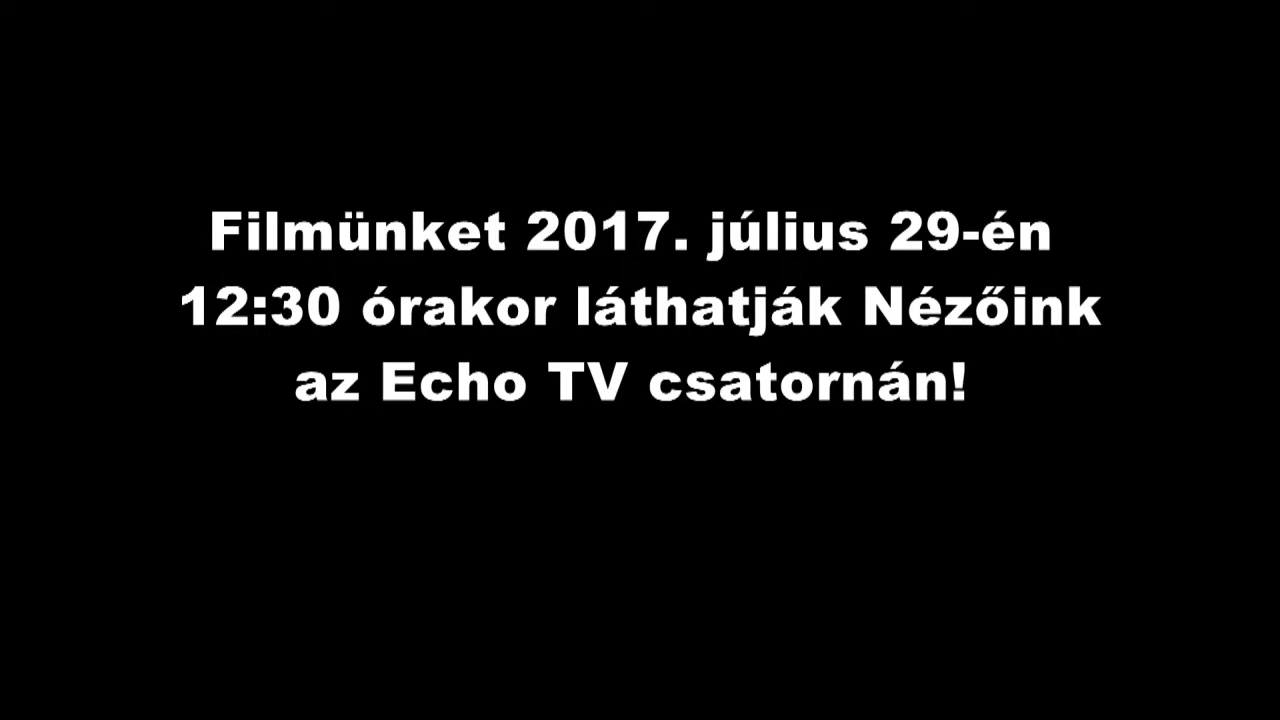 Filmünket 2017. július 29-én
12:30 órakor láthatják Nézőink
az Echo TV csatornán!